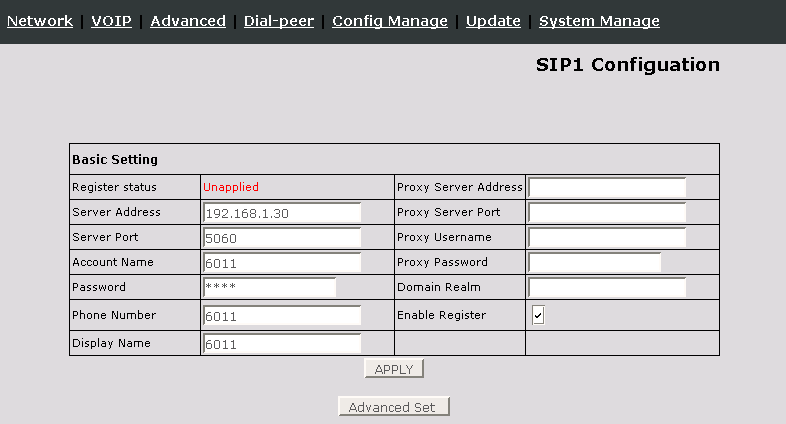 Network | VOIP | Advanced | Dial-peer | Config Manage | Update | System Manage
SIP1 Configuation
Basic Setting
Register status Unapplied Proxy Server Address
Server Address 192.168.1.30 Proxy Server Port
Server Port 5060 Proxy Username
Account Name 6011 Proxy Password
Password **** Domain Realm
Phone Number 6011 Enable Register
Display Name 6011
APPLY
Advanced Set